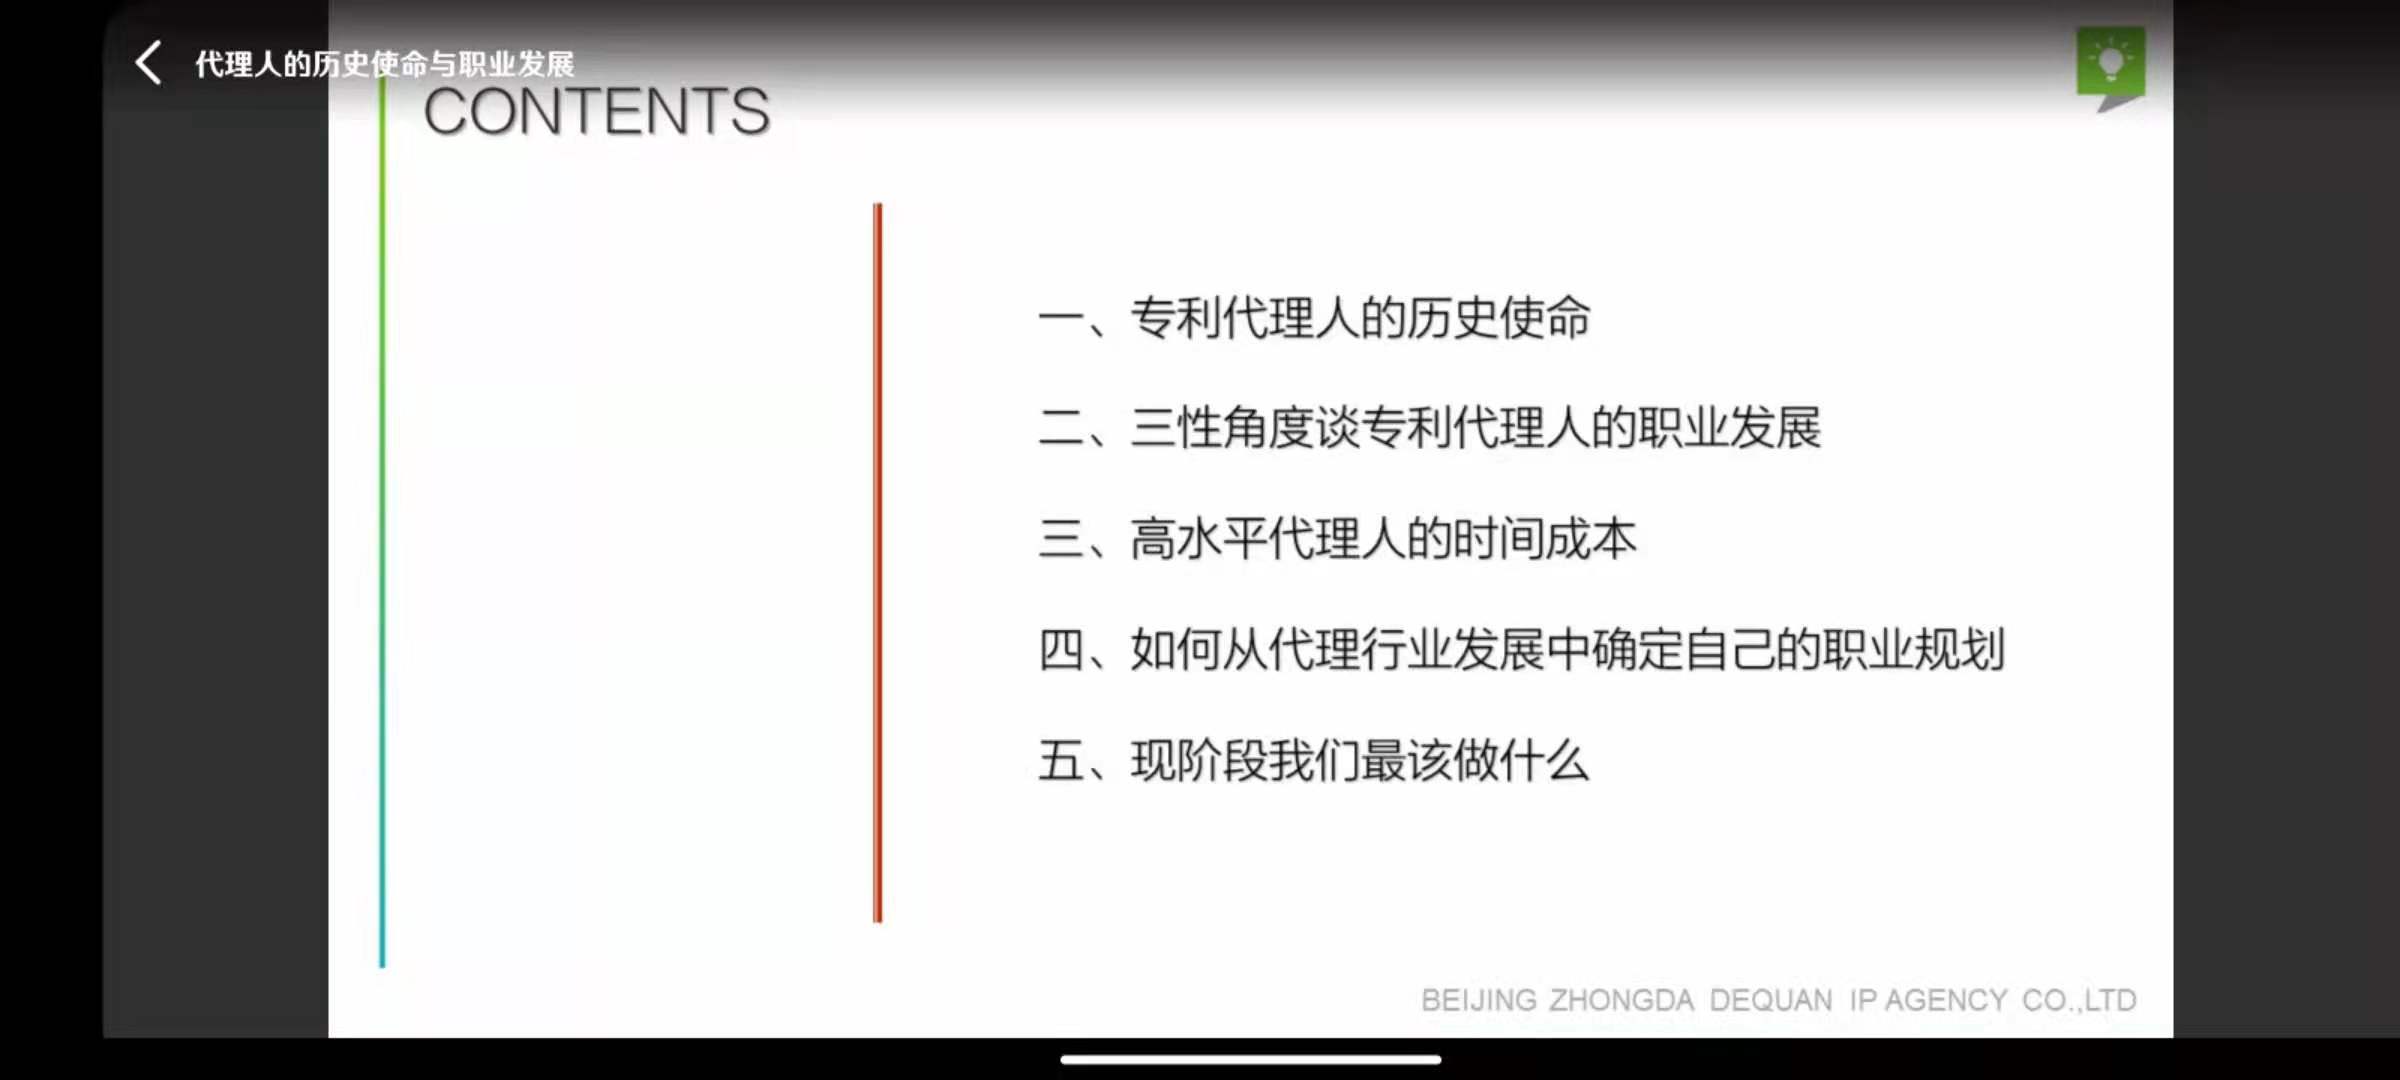 代理人的历史使命与职业发展
CONTENTS
一、专利代理人的历史使命
二、三性角度谈专利代理人的职业发展
三、高水平代理人的时间成本
四、如何从代理行业发展中确定自己的职业规划
五、现阶段我们最该做什么
BEIJING ZHONGDA DEQUAN IP AGENCY CO.,LTD